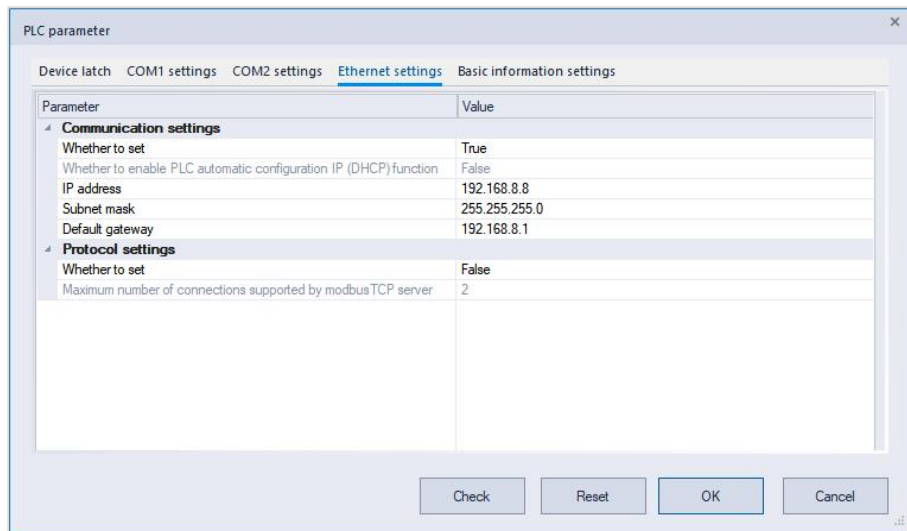 PLC parameter
Device latch COM1 settings COM2 settings Ethernet settings Basic information settings
Parameter Value
Communication settings
Whether to set True
Whether to enable PLC automatic configuration IP (DHCP) function False
IP address 192.168.8.8
Subnet mask 255.255.255.0
Default gateway 192.168.8.1
Protocol settings
Whether to set False
Maximum number of connections supported by modbusTCP server 2
Check Reset OK Cancel